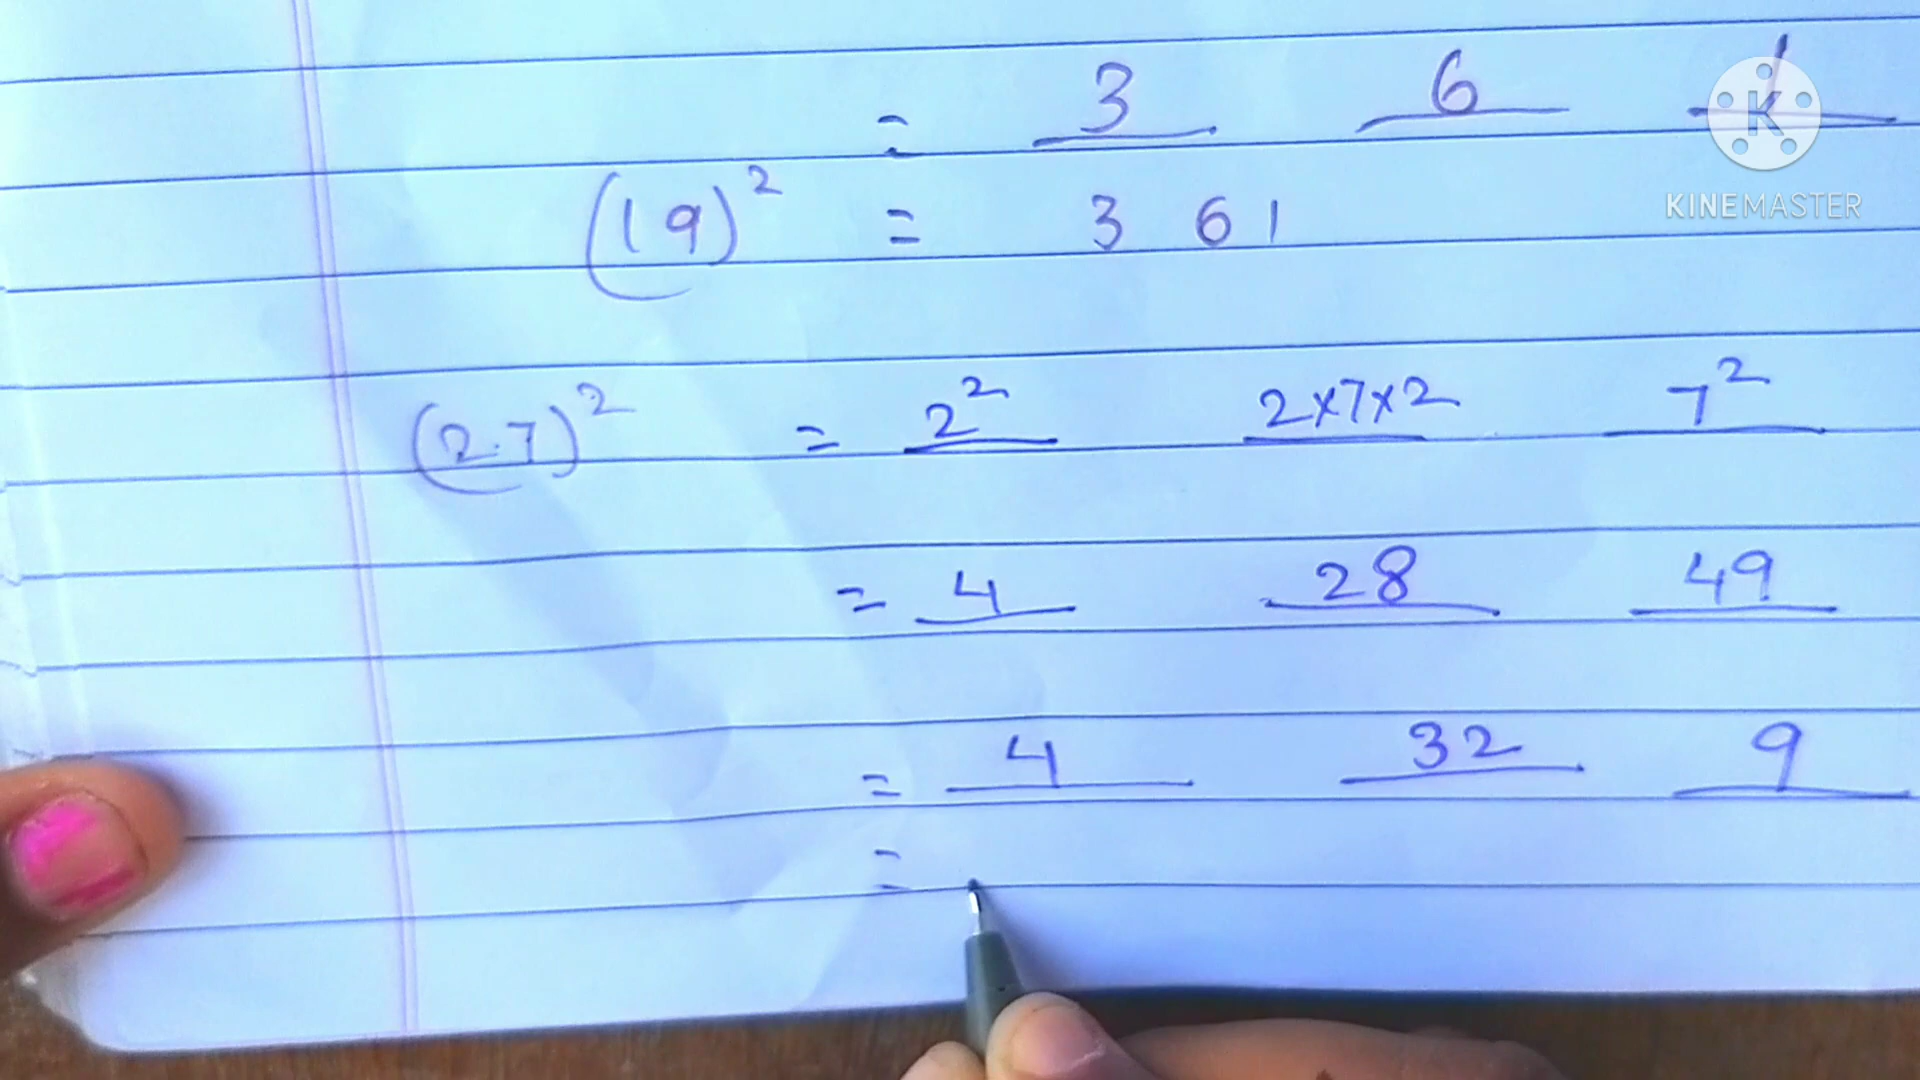 = 3 6 1
K
KINEMASTER
(19)² = 3 6 1
(2.7)² = 2² 2×7×2 7²
= 4 28 49
= 4 32 9
=